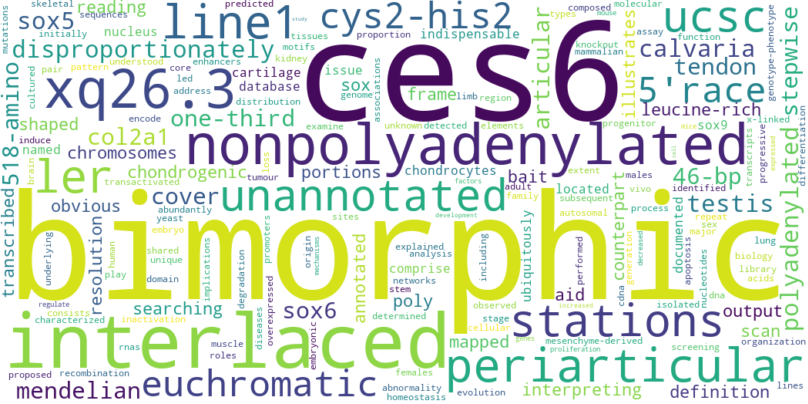 mutations
sox5
sequences
reading
skeletal
predicted
line1
cys2-his2
ucsc
molecular
composed
proportion
types
mouse
mammalian
initially
nucleus
tissues
indispensable
knockput
assay
function
disproportionately
518-amino
cultured
pair
pattern
understood
core
enhancers
motifs
kidney
issue
sox
articular
illustrates
calvaria
tendon
genotype-phenotype
stepwise
xq26.3
led
address
cartilage
database
genome
associations
frame
limb
region
5'race
encode
distribution
one-third
ces6
progenitor
leucine-rich
x-linked
differentiation
shaped
col2a1
named
induce
examine
unknown
detected
elements
sox9
mice
transcripts
progressive
expressed
chromosomes
nonpolyadenylated
ler
chondrogenic
portions
brain
loss
tumour
chondrocytes
adult
family
bait
extent
subsequent
autosomal
located
males
vivo
process
46-bp
identified
repeat
sex
major
cell
transcribed
obvious
cover
unannotated
counterpart
documented
testis
polyadenylated
resolution
human
play
abundantly
yeast
embryo
transactivated
shared
unique
domain
sites
factors
development
underlying
implications
degradation
promoters
origin
mechanisms
explained
analysis
networks
including
ubiquitously
generation
decreased
apoptosis
lung
biology
library
acids
bimorphic
annotated
comprise
aid
performed
cdna
dna
isolated
nucleotides
study
regulate
consists
searching
diseases
overexpressed
sox6
poly
stem
determined
observed
stage
stations
output
characterized
inactivation
rnas
muscle
roles
embryonic
mapped
increased
cellular
genes
mesenchyme-derived
proliferation
screening
scan
organization
interlaced
periarticular
proposed
recombination
females
abnormality
homeostasis
evolution
mendelian
euchromatic
interpreting
definition
lines